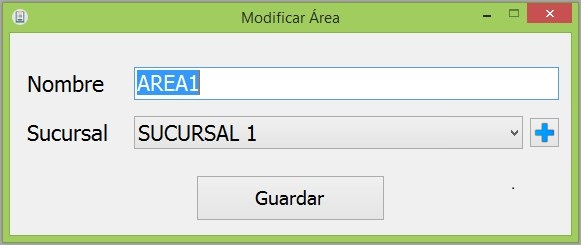 Modificar Área
Nombre AREA1
Sucursal SUCURSAL 1
Guardar